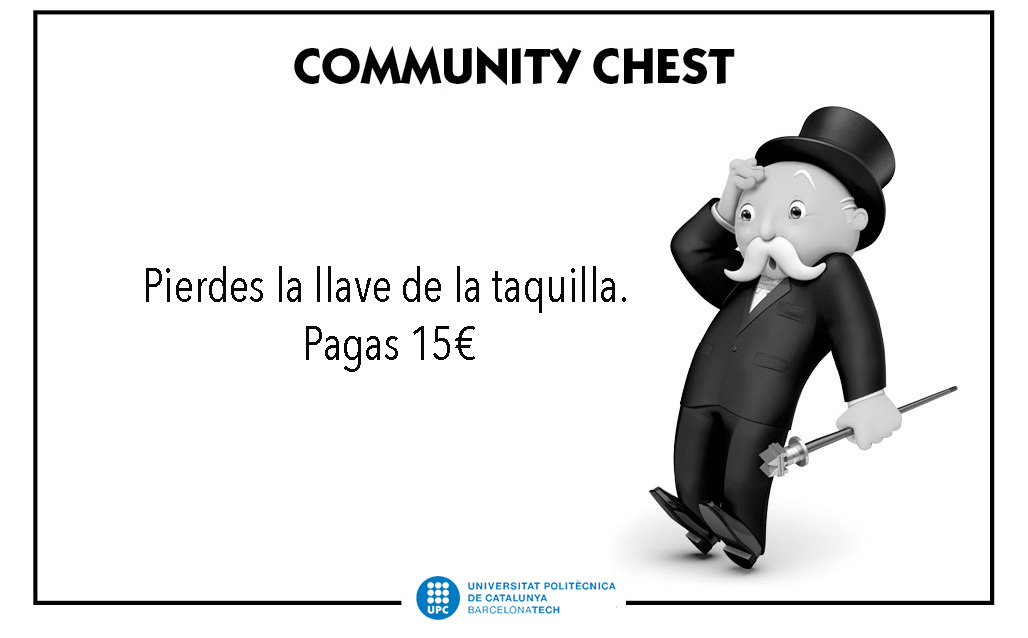 COMMUNITY CHEST
Pierdes la llave de la taquilla.
Pagas 15€
UPC
UNIVERSITAT POLITÈCNICA
DE CATALUNYA
BARCELONATECH